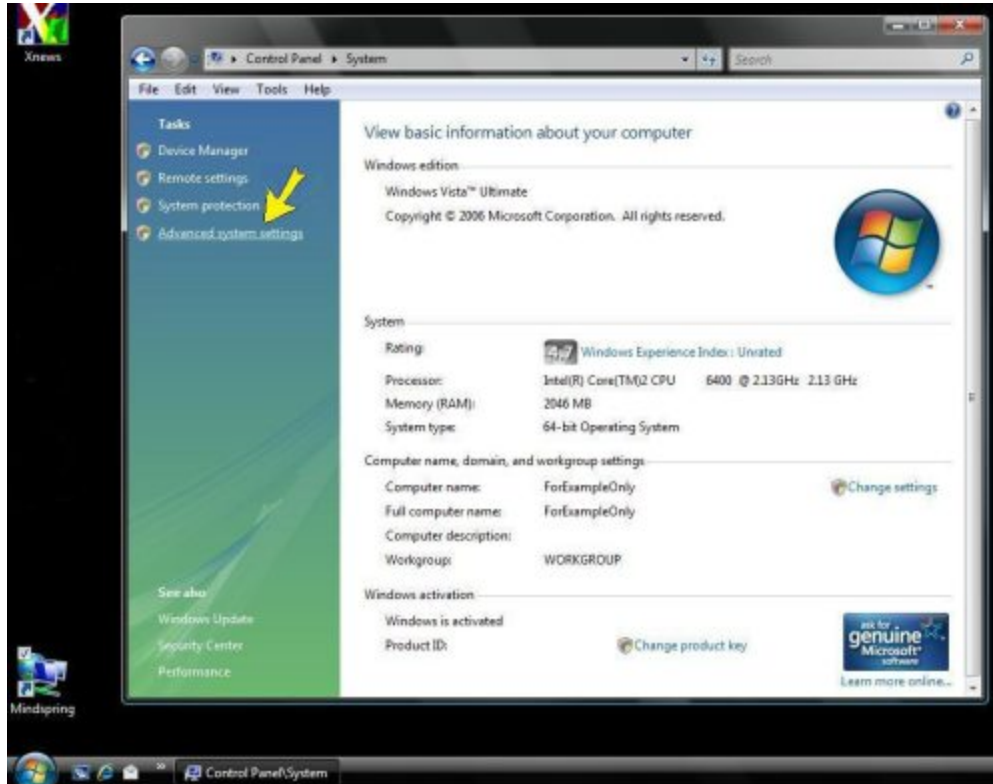 Xnews
Control Panel ▸ System
Search
File Edit View Tools Help
Tasks
Device Manager
Remote settings
System protection
Advanced system settings
View basic information about your computer
Windows edition
Windows Vista™ Ultimate
Copyright © 2006 Microsoft Corporation. All rights reserved.
System
Rating:
4.7 Windows Experience Index: Unrated
Processor: Intel(R) Core(TM)2 CPU 6400 @ 2.13GHz 2.13 GHz
Memory (RAM): 2046 MB
System type: 64-bit Operating System
Computer name, domain, and workgroup settings
Computer name: ForExampleOnly
Change settings
Full computer name: ForExampleOnly
Computer description:
Workgroup: WORKGROUP
Windows activation
Windows is activated
Product ID:
Change product key
ask for
genuine
Microsoft
software
Learn more online...
See also
Windows Update
Security Center
Performance
Mindspring
Control Panel\System